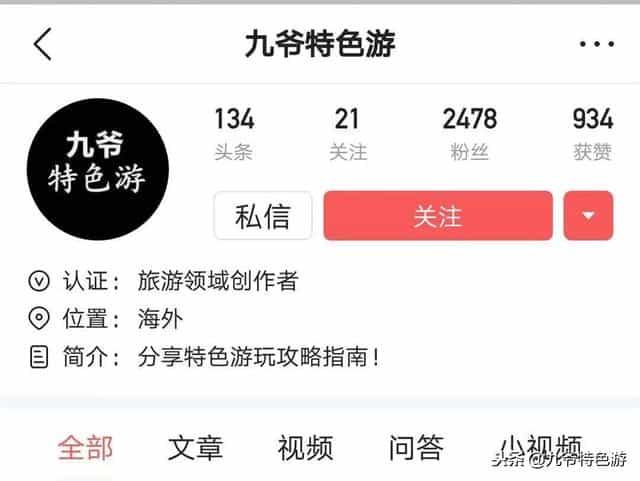 九爷特色游
九爷
特色游
134 21 2478 934
头条 关注 粉丝 获赞
私信 关注
认证：旅游领域创作者
位置：海外
简介：分享特色游玩攻略指南！
全部 文章 视频 问答 小视频
头条 @九爷特色游